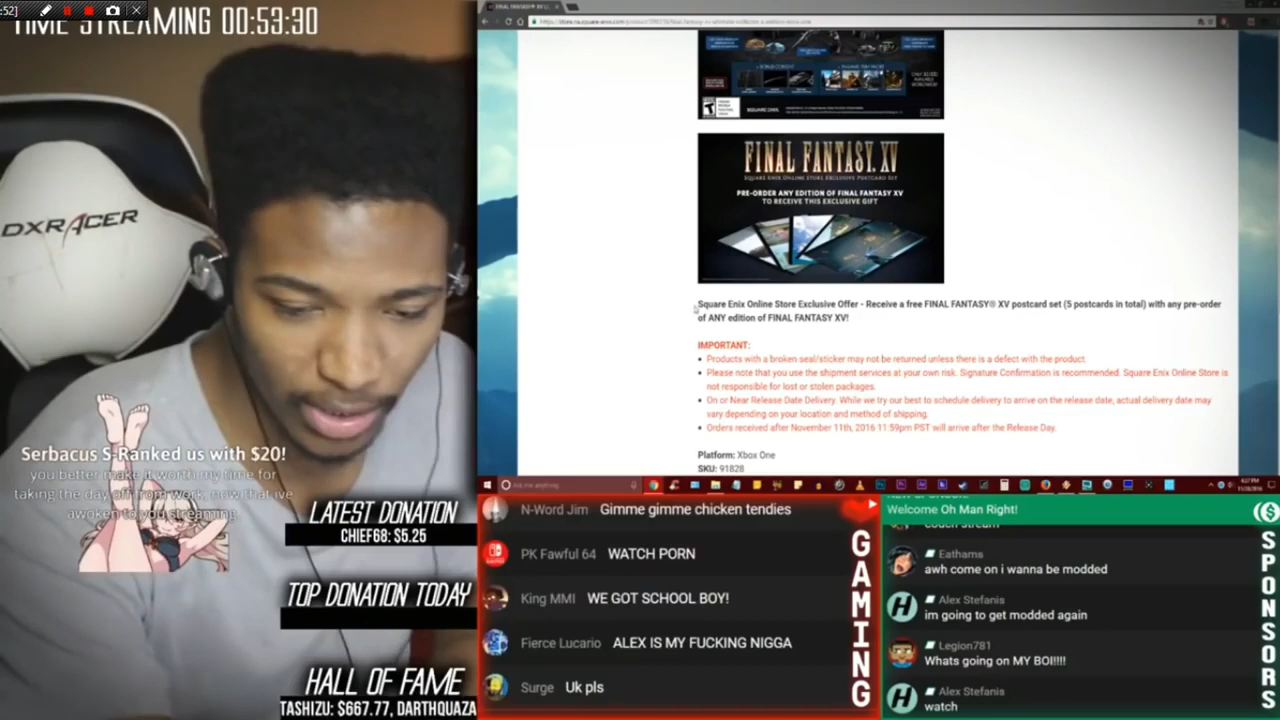 :52]
TIME STREAMING 00:53:30
DXRACER
Serbacus S-Ranked us with $20!
you better make it worth my time for
taking the day off from work, now that ive
awoken to you streaming.
LATEST DONATION
CHIEF68: $5.25
TOP DONATION TODAY
HALL OF FAME
TASHIZU: $667.77, DARTHQUAZA
SQUARE ENIX
FINAL FANTASY XV
SQUARE ENIX ONLINE STORE EXCLUSIVE POSTCARD SET
PRE-ORDER ANY EDITION OF FINAL FANTASY XV
TO RECEIVE THIS EXCLUSIVE GIFT
Square Enix Online Store Exclusive Offer - Receive a free FINAL FANTASY® XV postcard set (5 postcards in total) with any pre-order
of ANY edition of FINAL FANTASY XV!
IMPORTANT:
• Products with a broken seal/sticker may not be returned unless there is a defect with the product.
• Please note that you use the shipment services at your own risk. Signature Confirmation is recommended. Square Enix Online Store is
not responsible for lost or stolen packages.
• On or Near Release Date Delivery. While we try our best to schedule delivery to arrive on the release date, actual delivery date may
vary depending on your location and method of shipping.
• Orders received after November 11th, 2016 11:59pm PST will arrive after the Release Day.
Platform: Xbox One
SKU: 91828
Ask me anything
N-Word Jim Gimme gimme chicken tendies
PK Fawful 64 WATCH PORN
King MMI WE GOT SCHOOL BOY!
Fierce Lucario ALEX IS MY FUCKING NIGGA
Surge Uk pls
GAMING
Welcome Oh Man Right!
couch stream
Eathams
awh come on i wanna be modded
Alex Stefanis
im going to get modded again
Legion781
Whats going on MY BOI!!!!
Alex Stefanis
watch
SPONSORS